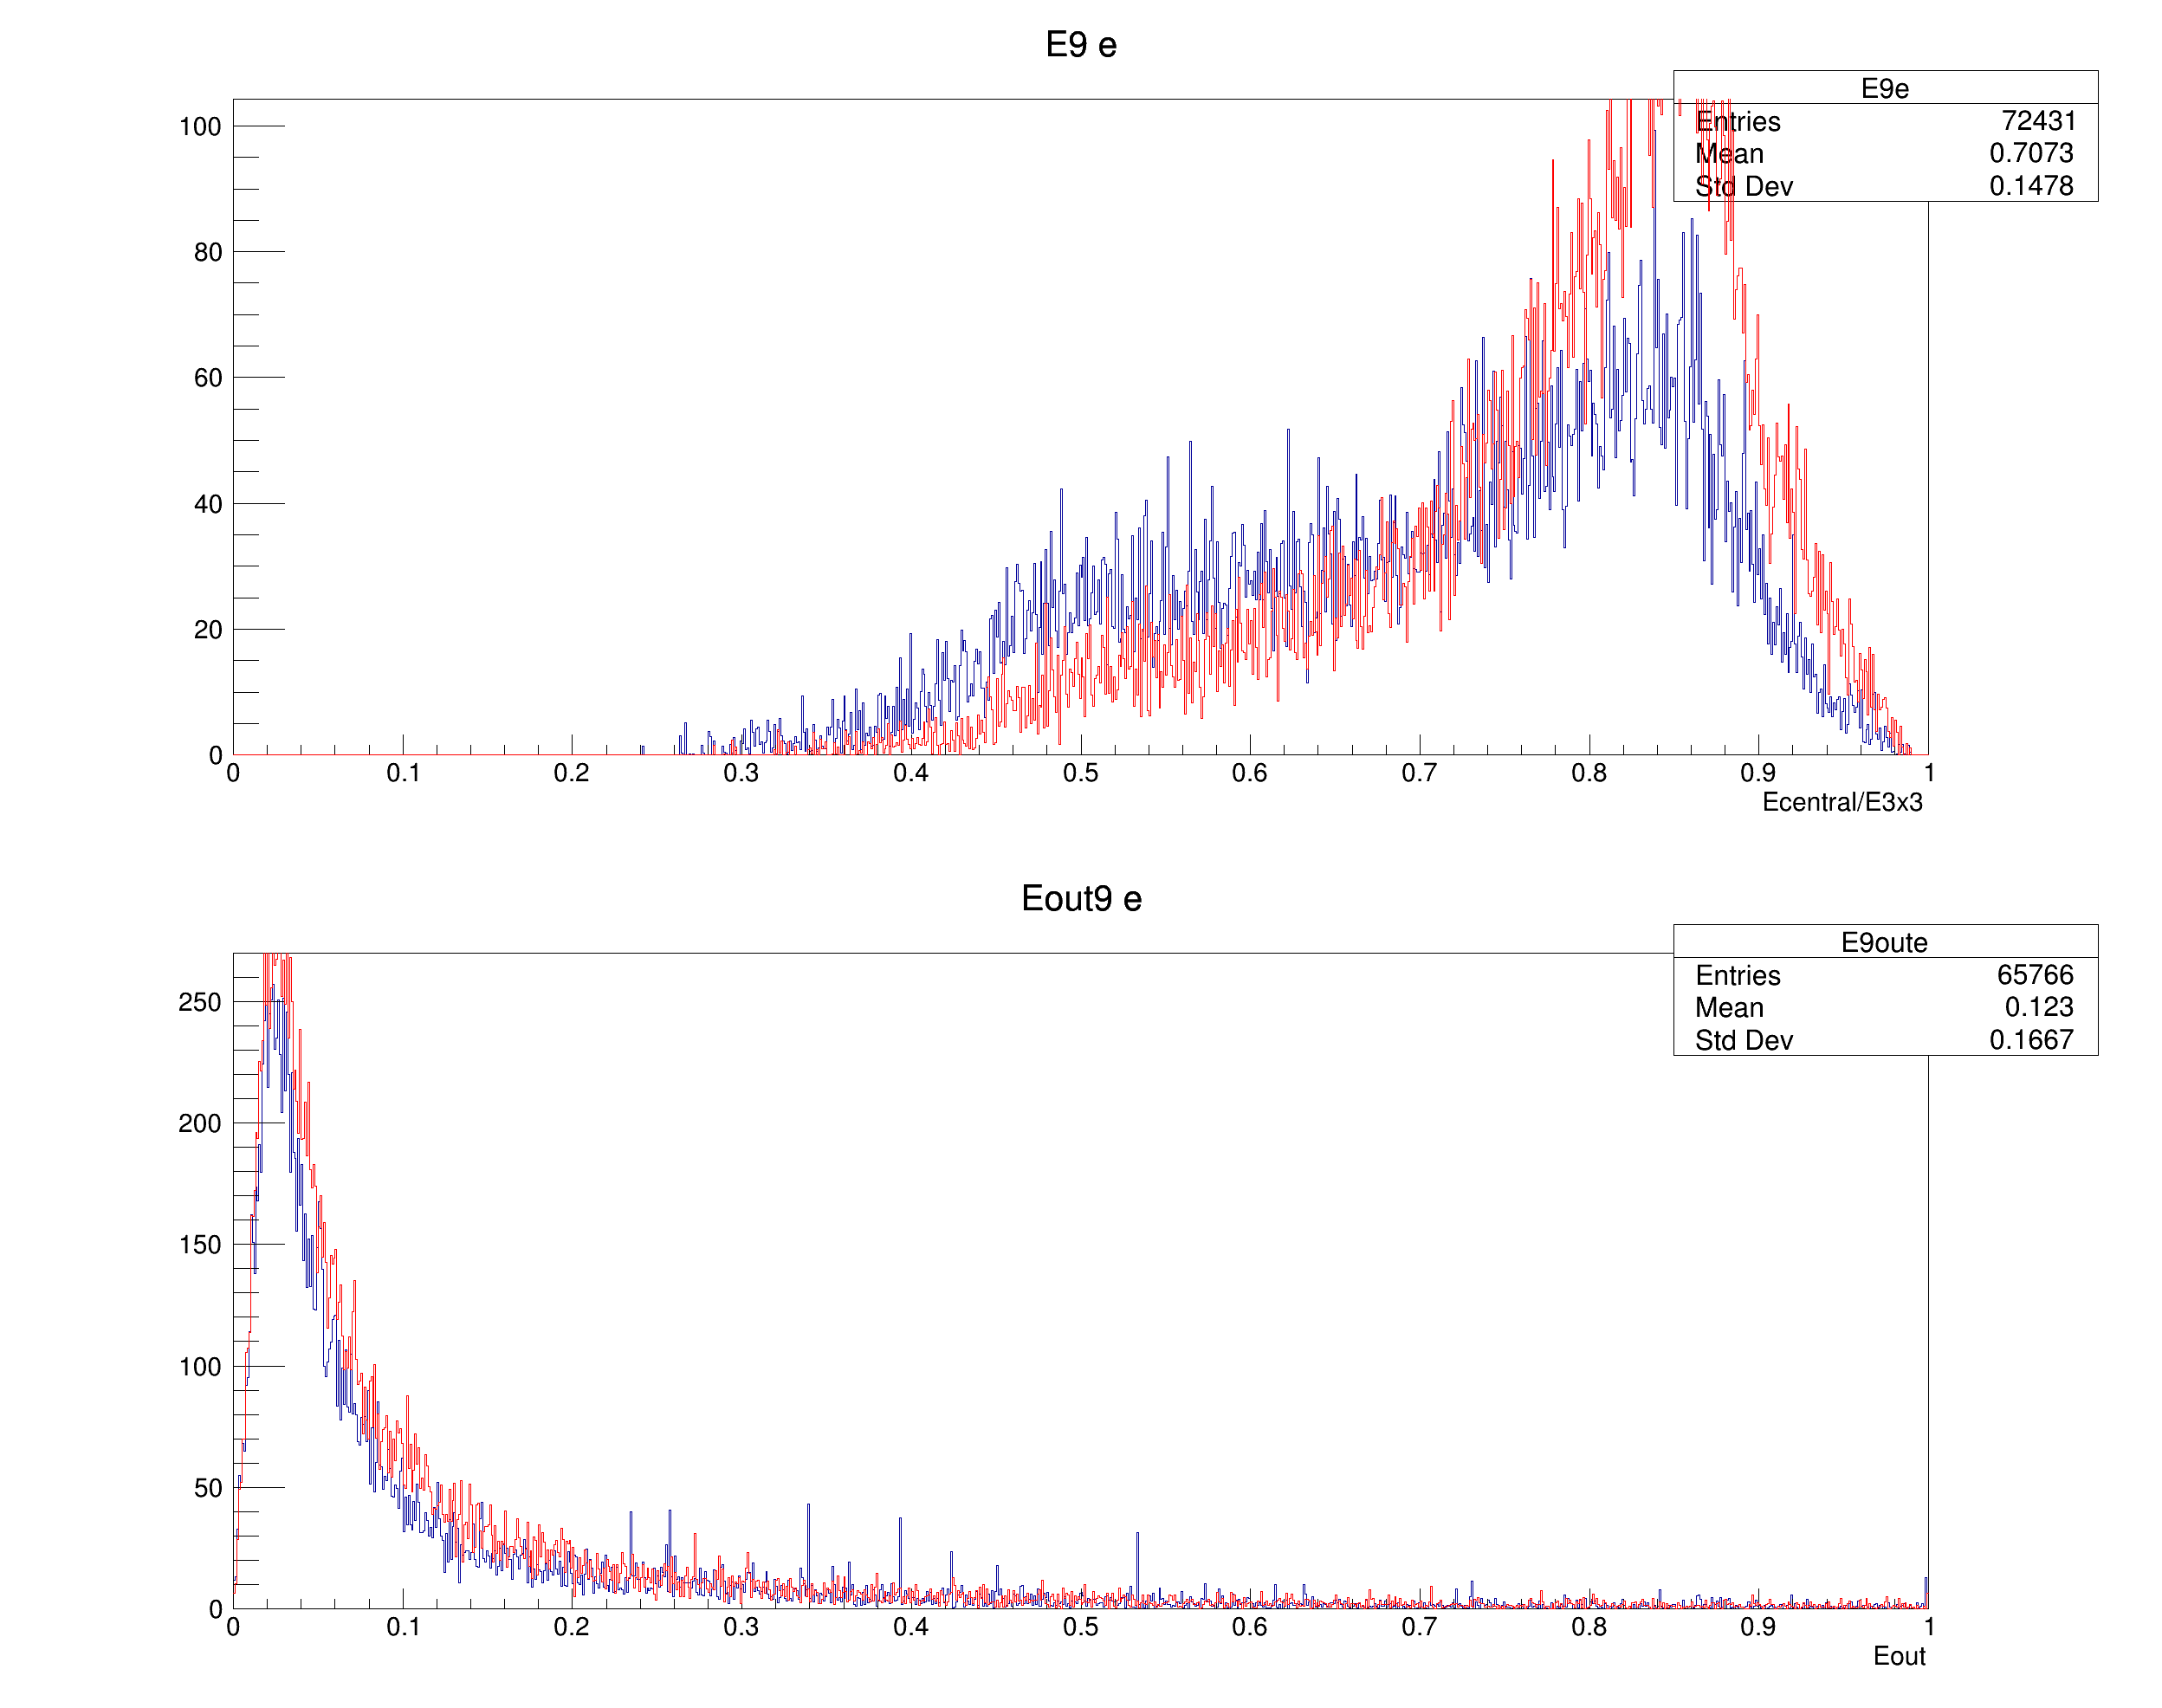 E9 e
E9e
Entries 72431
Mean 0.7073
Std Dev 0.1478
100
80
60
40
20
0
0 0.1 0.2 0.3 0.4 0.5 0.6 0.7 0.8 0.9 1
Ecentral/E3x3
Eout9 e
E9oute
Entries 65766
Mean 0.123
Std Dev 0.1667
250
200
150
100
50
0
0 0.1 0.2 0.3 0.4 0.5 0.6 0.7 0.8 0.9 1
Eout